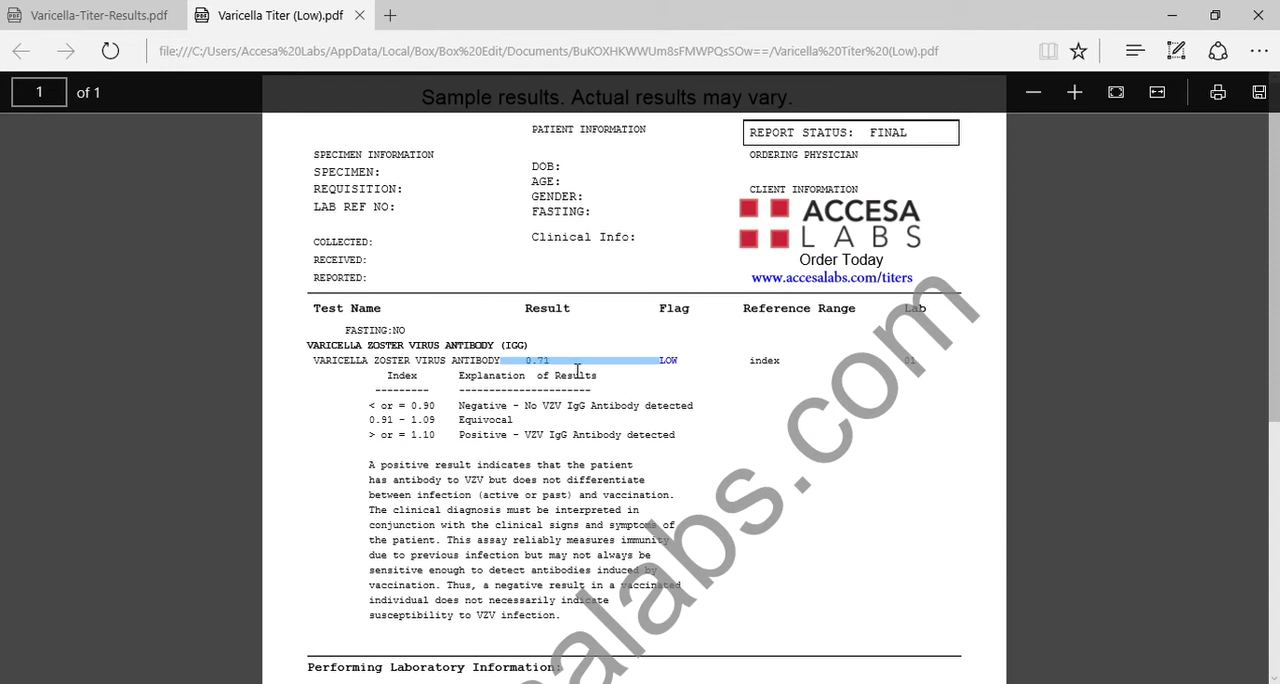 Varicella-Titer-Results.pdf
Varicella Titer (Low).pdf
file:///C:/Users/Accesa%20Labs/AppData/Local/Box/Box%20Edit/Documents/BuKOXHKWWUm8sFMWPQsSOw==/Varicella%20Titer%20(Low).pdf
1 of 1
Sample results. Actual results may vary.
PATIENT INFORMATION
REPORT STATUS: FINAL
SPECIMEN INFORMATION
ORDERING PHYSICIAN
SPECIMEN:
DOB:
REQUISITION:
AGE:
CLIENT INFORMATION
GENDER:
LAB REF NO:
FASTING:
ACCESA
LABS
COLLECTED:
Clinical Info:
RECEIVED:
Order Today
REPORTED:
www.accesalabs.com/titers
Test Name Result Flag Reference Range Lab
FASTING:NO
VARICELLA ZOSTER VIRUS ANTIBODY (IGG)
VARICELLA ZOSTER VIRUS ANTIBODY 0.71 LOW index 01
Index Explanation of Results
--------- ----------------------
< or = 0.90 Negative - No VZV IgG Antibody detected
0.91 - 1.09 Equivocal
> or = 1.10 Positive - VZV IgG Antibody detected
A positive result indicates that the patient
has antibody to VZV but does not differentiate
between infection (active or past) and vaccination.
The clinical diagnosis must be interpreted in
conjunction with the clinical signs and symptoms of
the patient. This assay reliably measures immunity
due to previous infection but may not always be
sensitive enough to detect antibodies induced by
vaccination. Thus, a negative result in a vaccinated
individual does not necessarily indicate
susceptibility to VZV infection.
Performing Laboratory Information:
alabs.com